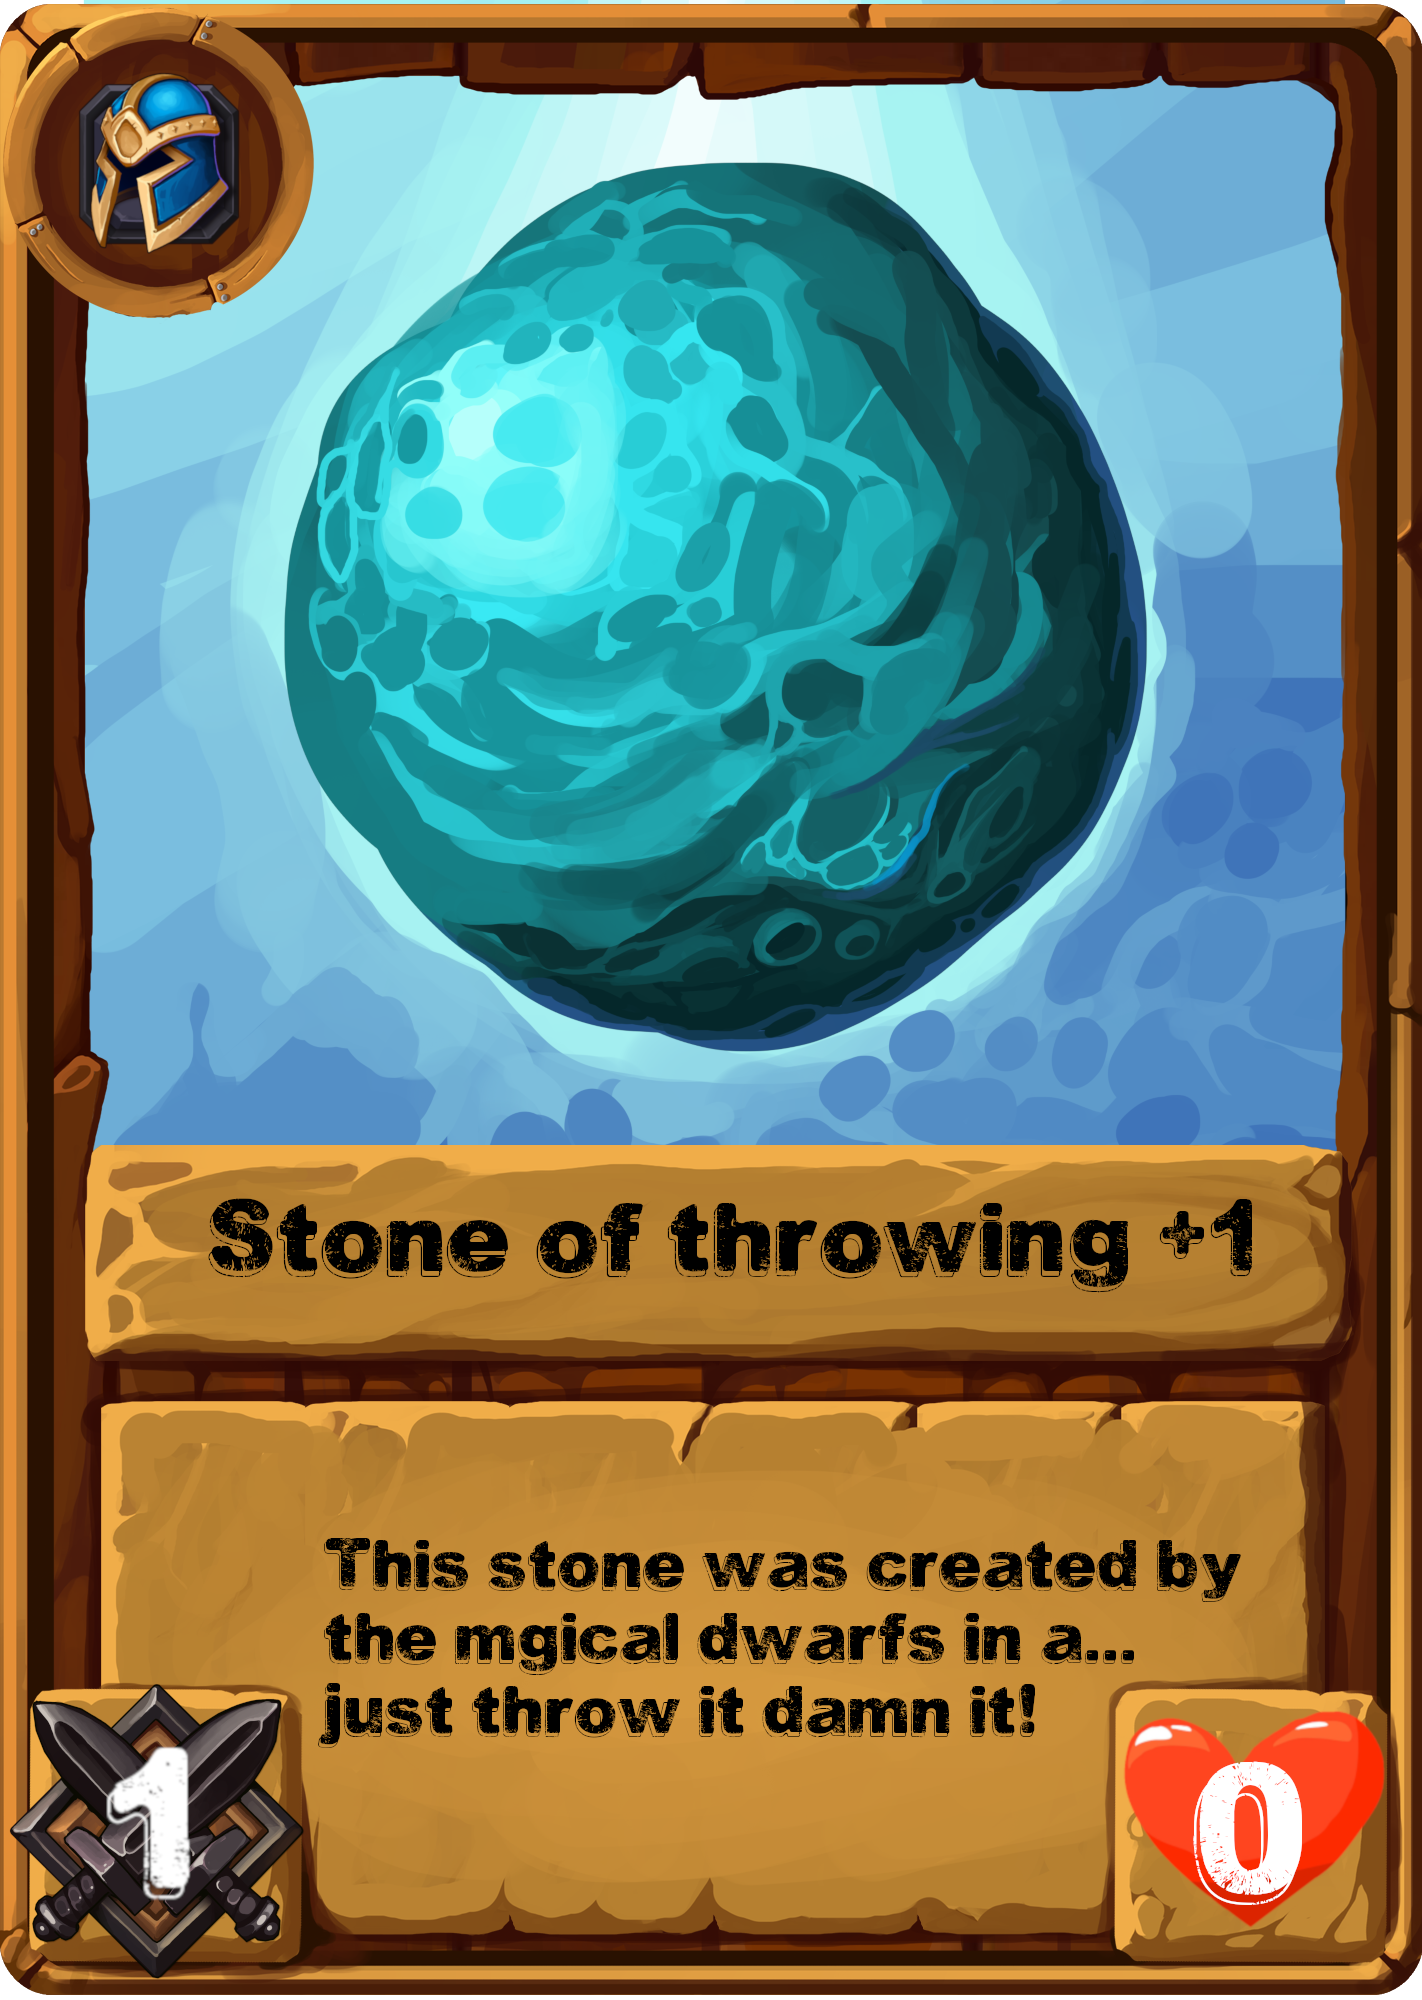 Stone of throwing +1
This stone was created by
the mgical dwarfs in a...
just throw it damn it!
1
0